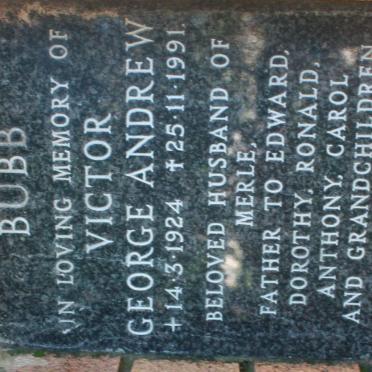 BUBB
IN LOVING MEMORY OF
VICTOR
GEORGE ANDREW
+14.3.1924 +25.11.1991
BELOVED HUSBAND OF
MERLE,
FATHER TO EDWARD,
DOROTHY, RONALD,
ANTHONY, CAROL
AND GRANDCHILDREN